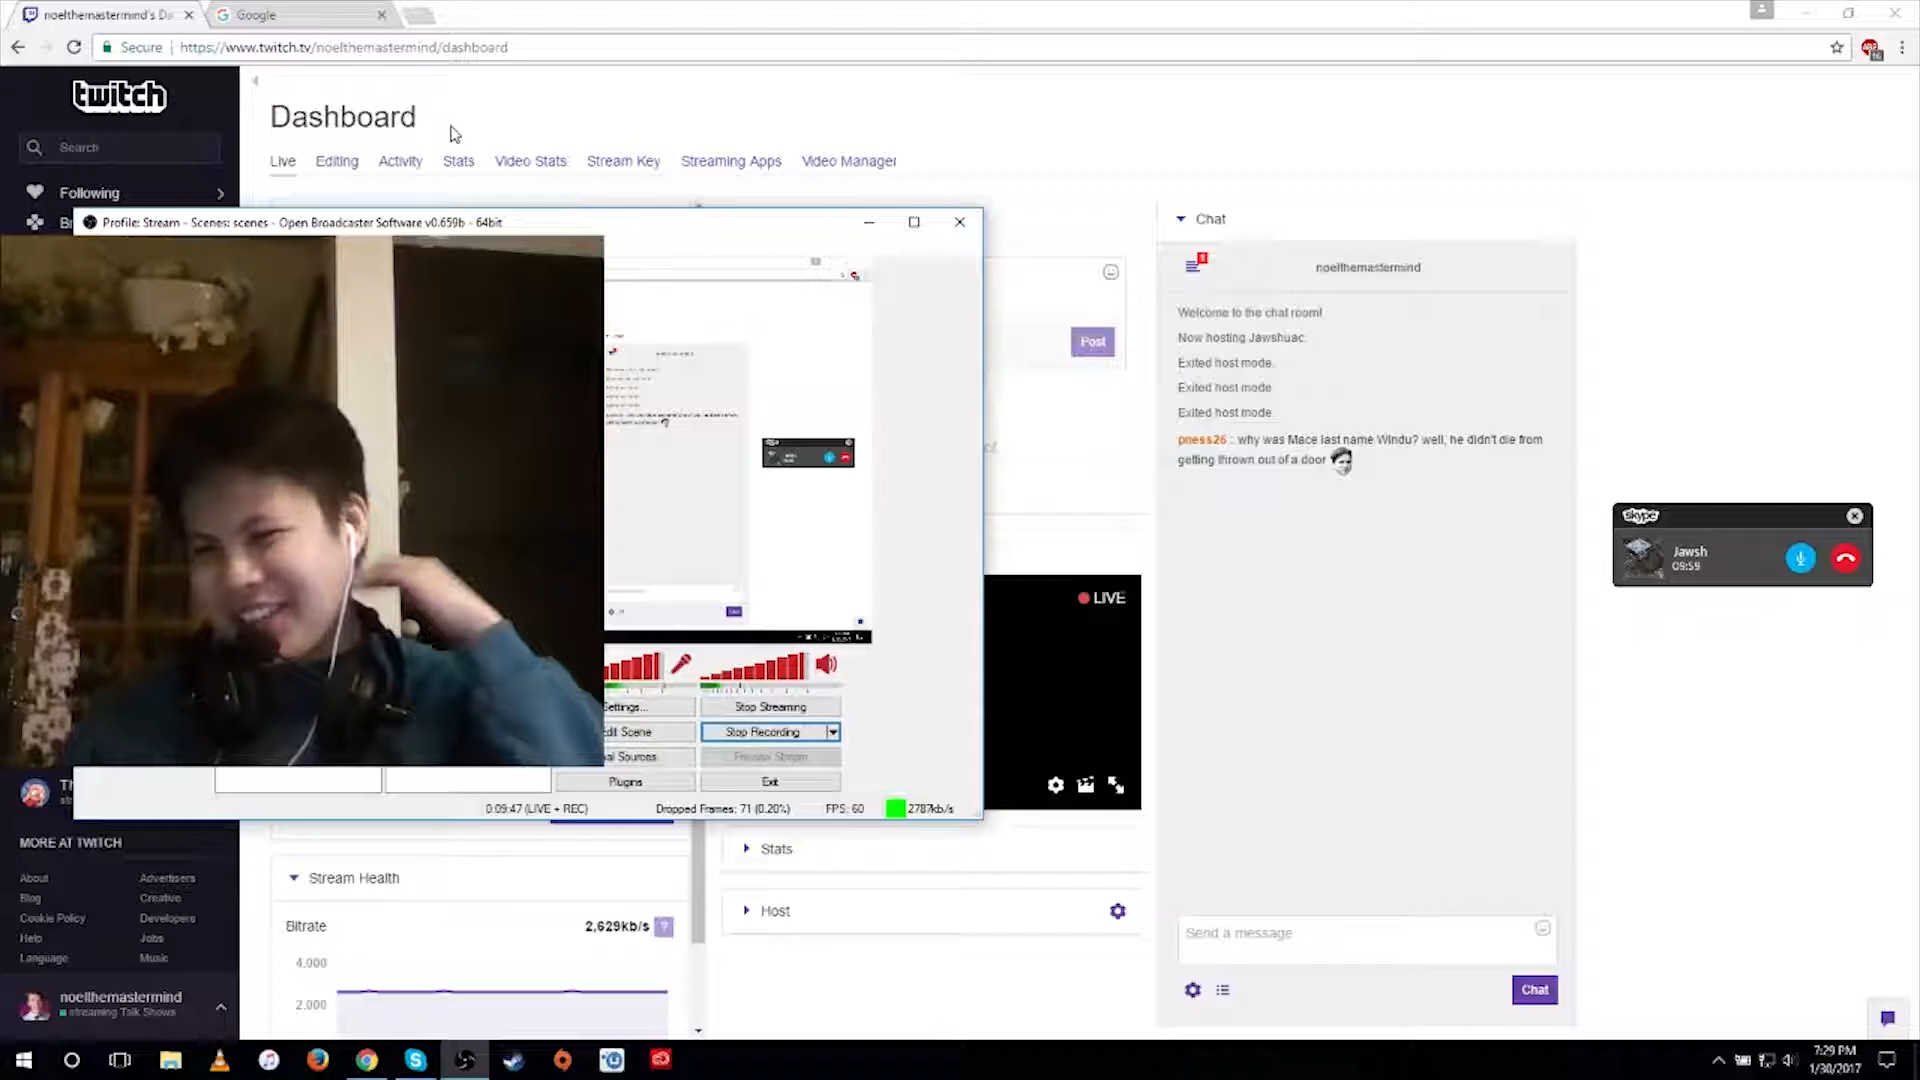 noelthemastermind's Da
Google
Secure
https://www.twitch.tv/noelthemastermind/dashboard
twitch
Search
Following
Dashboard
Live Editing Activity Stats Video Stats Stream Key Streaming Apps Video Manager
Profile: Stream - Scenes: scenes - Open Broadcaster Software v0.659b - 64bit
Post
Settings...
Stop Streaming
Edit Scene
Stop Recording
Sources
Preview Stream
Plugins
Exit
0:09:47 (LIVE + REC) Dropped Frames: 71 (0.20%) FPS: 60 2787kb/s
LIVE
Chat
1
noelthemastermind
Welcome to the chat room!
Now hosting Jawshuac.
Exited host mode.
Exited host mode.
Exited host mode.
pness26 : why was Mace last name Windu? well, he didn't die from
getting thrown out of a door
skype
Jawsh
09:59
MORE AT TWITCH
About Advertisers
Blog Creative
Cookie Policy Developers
Help Jobs
Language Music
noelthemastermind
streaming Talk Shows
Stream Health
Bitrate 2,629kb/s ?
4,000
2,000
Stats
Host
Send a message
Chat
7:29 PM
1/30/2017